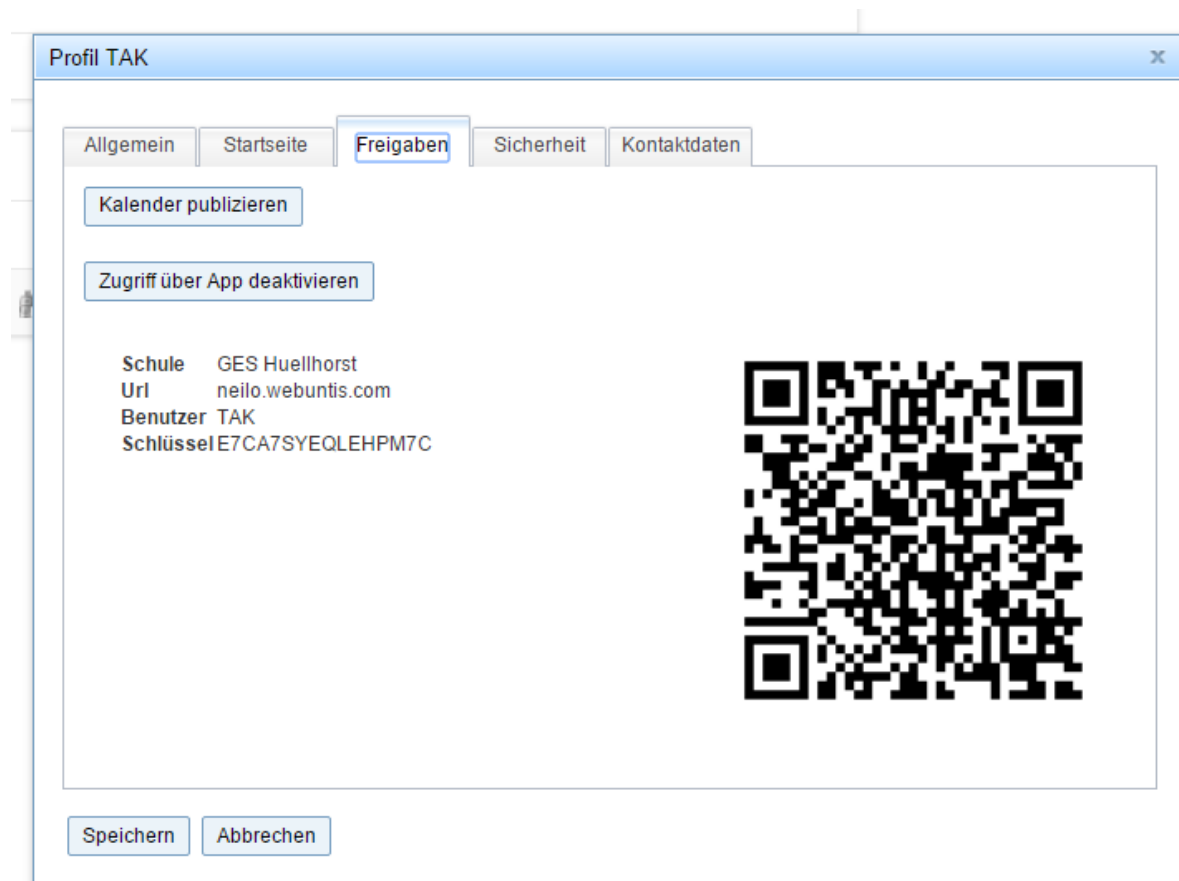 Profil TAK x
Allgemein Startseite Freigaben Sicherheit Kontaktdaten
Kalender publizieren
Zugriff über App deaktivieren
Schule GES Huellhorst
Url neilo.webuntis.com
Benutzer TAK
Schlüssel E7CA7SYEQLEHPM7C
Speichern Abbrechen